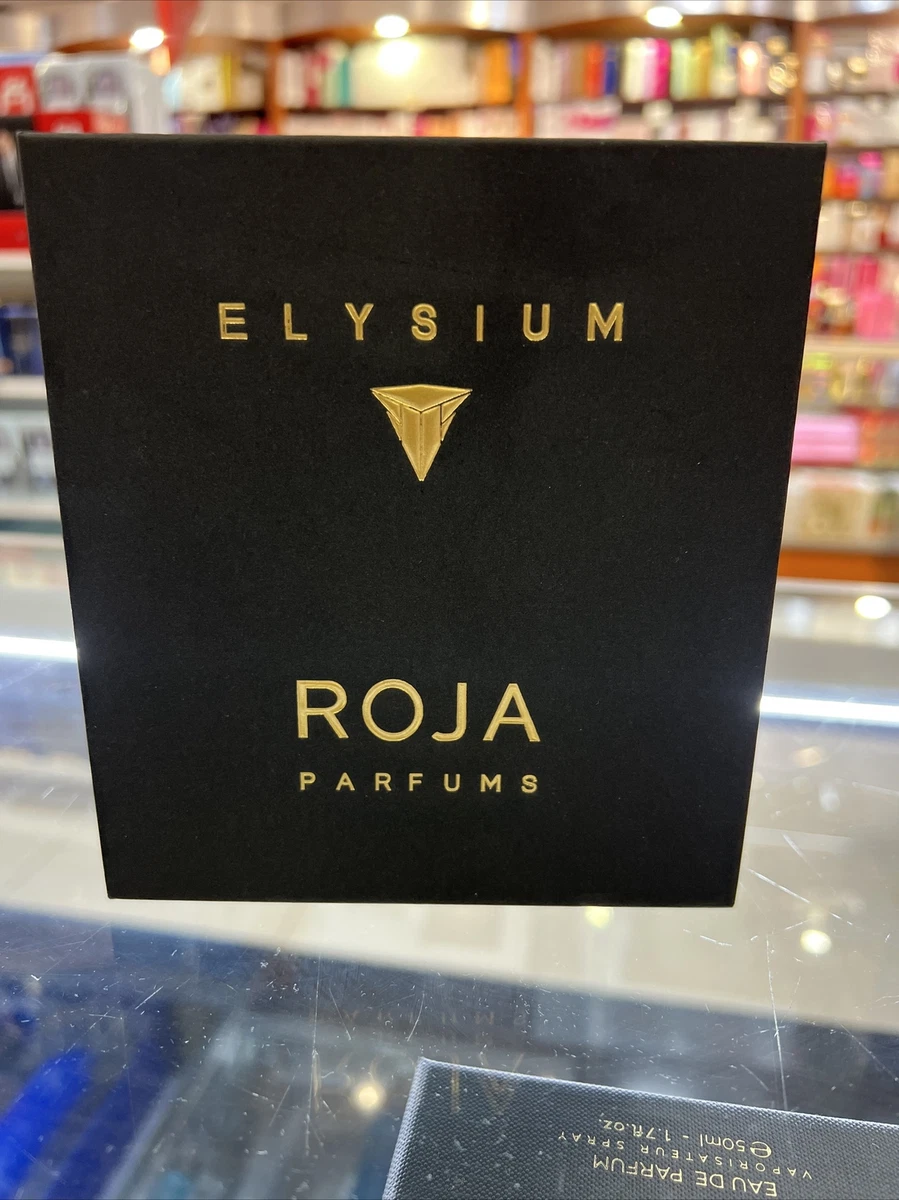 ELYSIUM
ROJA
PARFUMS
EAU DE PARFUM
VAPORISATEUR SPRAY
℮50ml - 1.7fl.oz.